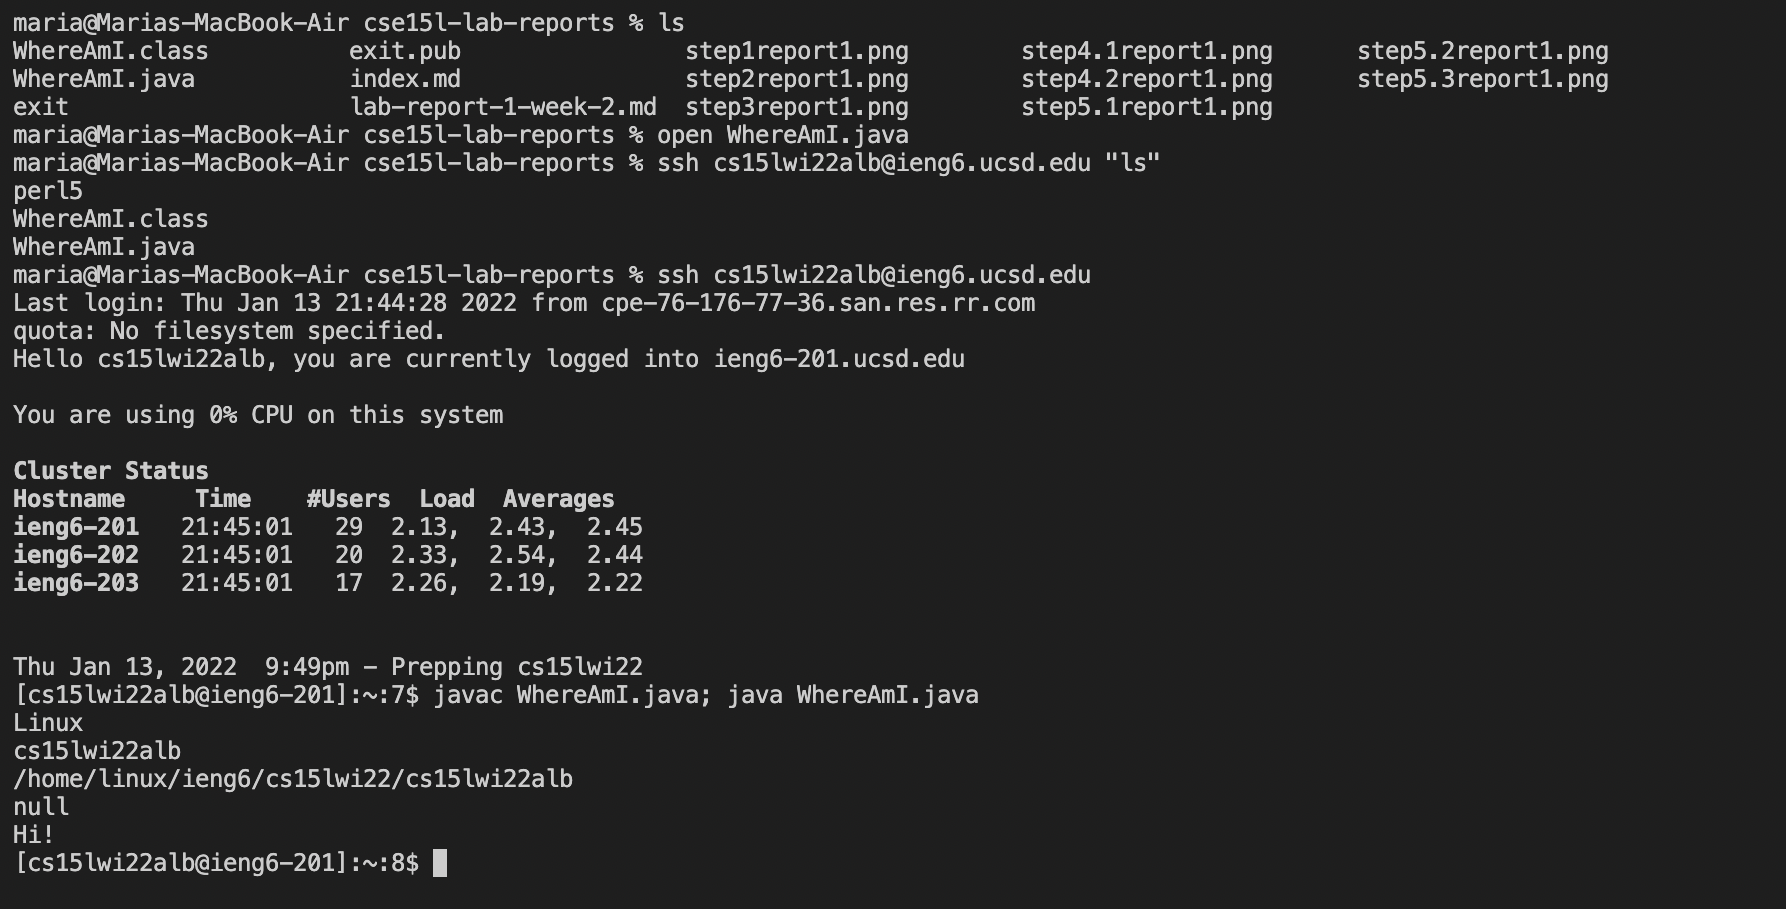 maria@Marias-MacBook-Air cse15l-lab-reports % ls
WhereAmI.class          exit.pub                step1report1.png        step4.1report1.png      step5.2report1.png
WhereAmI.java           index.md                step2report1.png        step4.2report1.png      step5.3report1.png
exit                    lab-report-1-week-2.md  step3report1.png        step5.1report1.png
maria@Marias-MacBook-Air cse15l-lab-reports % open WhereAmI.java
maria@Marias-MacBook-Air cse15l-lab-reports % ssh cs15lwi22alb@ieng6.ucsd.edu "ls"
perl5
WhereAmI.class
WhereAmI.java
maria@Marias-MacBook-Air cse15l-lab-reports % ssh cs15lwi22alb@ieng6.ucsd.edu
Last login: Thu Jan 13 21:44:28 2022 from cpe-76-176-77-36.san.res.rr.com
quota: No filesystem specified.
Hello cs15lwi22alb, you are currently logged into ieng6-201.ucsd.edu

You are using 0% CPU on this system

Cluster Status
Hostname     Time    #Users  Load  Averages
ieng6-201   21:45:01   29  2.13,  2.43,  2.45
ieng6-202   21:45:01   20  2.33,  2.54,  2.44
ieng6-203   21:45:01   17  2.26,  2.19,  2.22

Thu Jan 13, 2022  9:49pm - Prepping cs15lwi22
[cs15lwi22alb@ieng6-201]:~:7$ javac WhereAmI.java; java WhereAmI.java
Linux
cs15lwi22alb
/home/linux/ieng6/cs15lwi22/cs15lwi22alb
null
Hi!
[cs15lwi22alb@ieng6-201]:~:8$